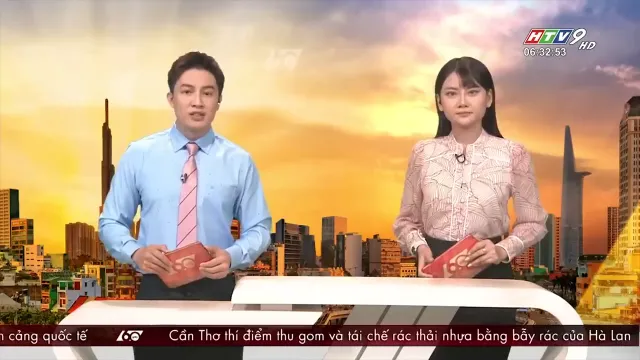 HTV9 HD
06:32:53
n cảng quốc tế 60 Cần Thơ thí điểm thu gom và tái chế rác thải nhựa bằng bẫy rác của Hà Lan